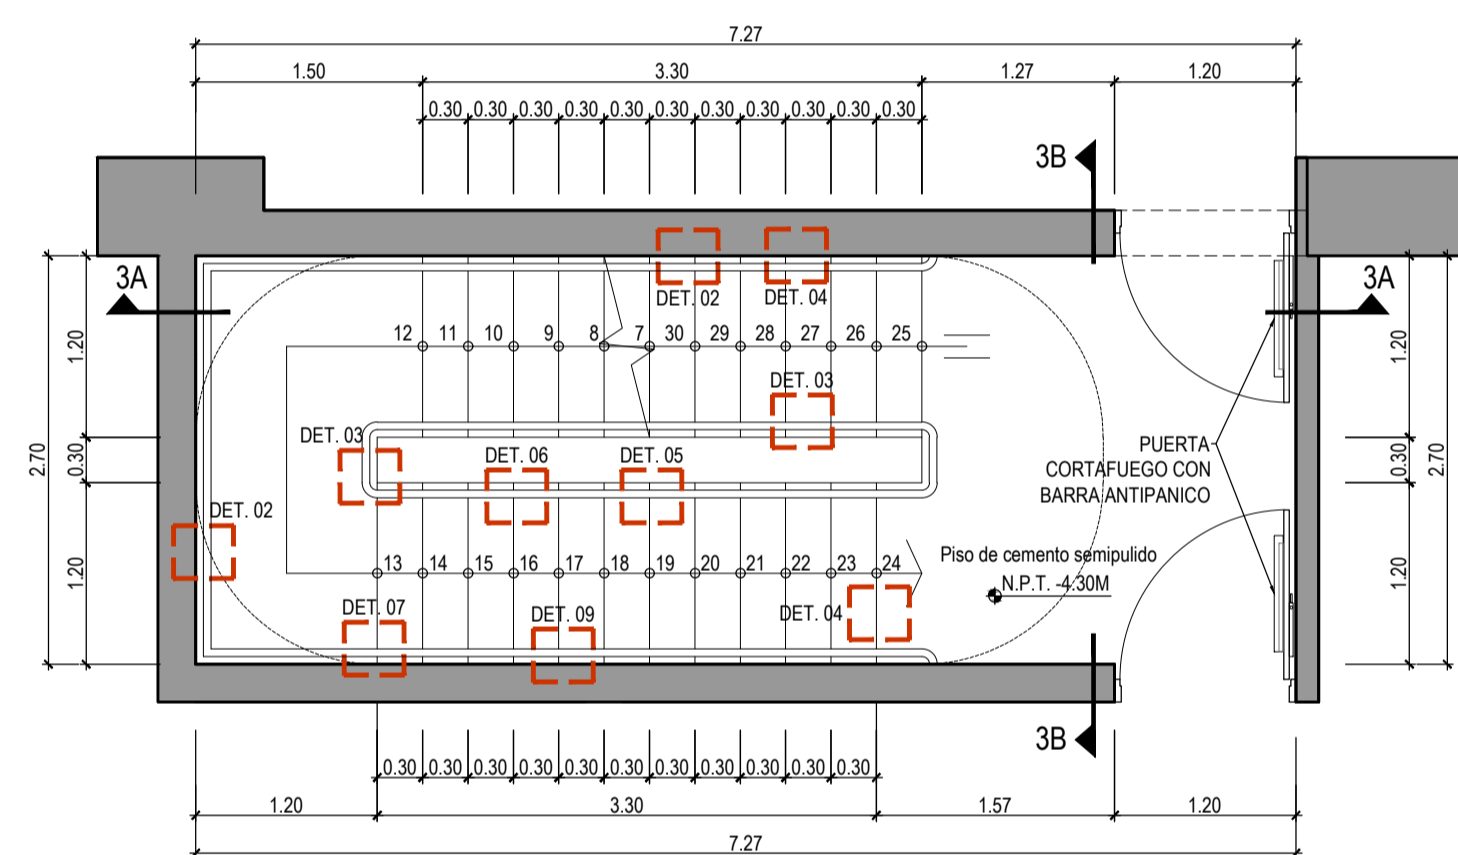 7.27
1.50 3.30 1.27 1.20
0.30 0.30 0.30 0.30 0.30 0.30 0.30 0.30 0.30 0.30 0.30
3B
3A
3A
DET. 02 DET. 04
12 11 10 9 8 7 30 29 28 27 26 25
1.20
1.20
DET. 03
DET. 03
DET. 06 DET. 05
PUERTA
CORTAFUEGO CON
BARRA ANTIPANICO
2.70
0.30
0.30
2.70
DET. 02
13 14 15 16 17 18 19 20 21 22 23 24
Piso de cemento semipulido
N.P.T. -4.30M
1.20
1.20
DET. 07 DET. 09 DET. 04
3B
0.30 0.30 0.30 0.30 0.30 0.30 0.30 0.30 0.30 0.30 0.30
1.20 3.30 1.57 1.20
7.27